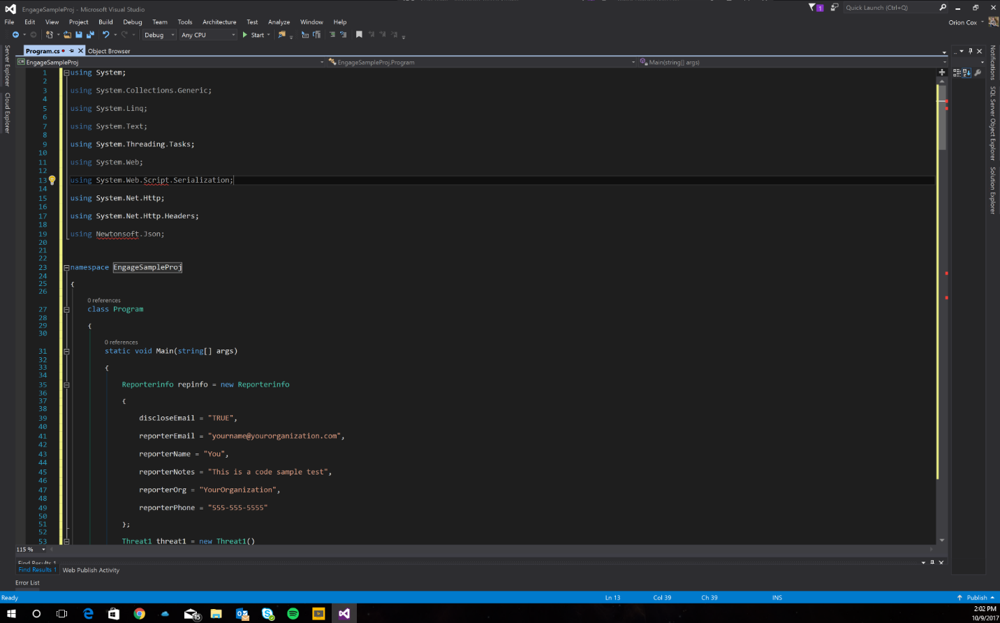 EngageSampleProj - Microsoft Visual Studio
1
Quick Launch (Ctrl+Q)
File Edit View Project Build Debug Team Tools Architecture Test Analyze Window Help
Orion Cox
Debug Any CPU Start
Program.cs Object Browser
EngageSampleProj EngageSampleProj.Program Main(string[] args)
Server Explorer
Cloud Explorer
Notifications
SQL Server Object Explorer
Solution Explorer
1 using System;
2
3 using System.Collections.Generic;
4
5 using System.Linq;
6
7 using System.Text;
8
9 using System.Threading.Tasks;
10
11 using System.Web;
12
13 using System.Web.Script.Serialization;
14
15 using System.Net.Http;
16
17 using System.Net.Http.Headers;
18
19 using Newtonsoft.Json;
20
21
22
23 namespace EngageSampleProj
24
25 {
26
0 references
27 class Program
28
29 {
30
0 references
31 static void Main(string[] args)
32
33 {
34
35 Reporterinfo repinfo = new Reporterinfo
36
37 {
38
39 discloseEmail = "TRUE",
40
41 reporterEmail = "yourname@yourorganization.com",
42
43 reporterName = "You",
44
45 reporterNotes = "This is a code sample test",
46
47 reporterOrg = "YourOrganization",
48
49 reporterPhone = "555-555-5555"
50
51 };
52
53 Threat1 threat1 = new Threat1()
115 %
Find Results 1
Find Results 1 Web Publish Activity
Error List
Ready Ln 13 Col 39 Ch 39 INS Publish
15
2:02 PM
10/9/2017